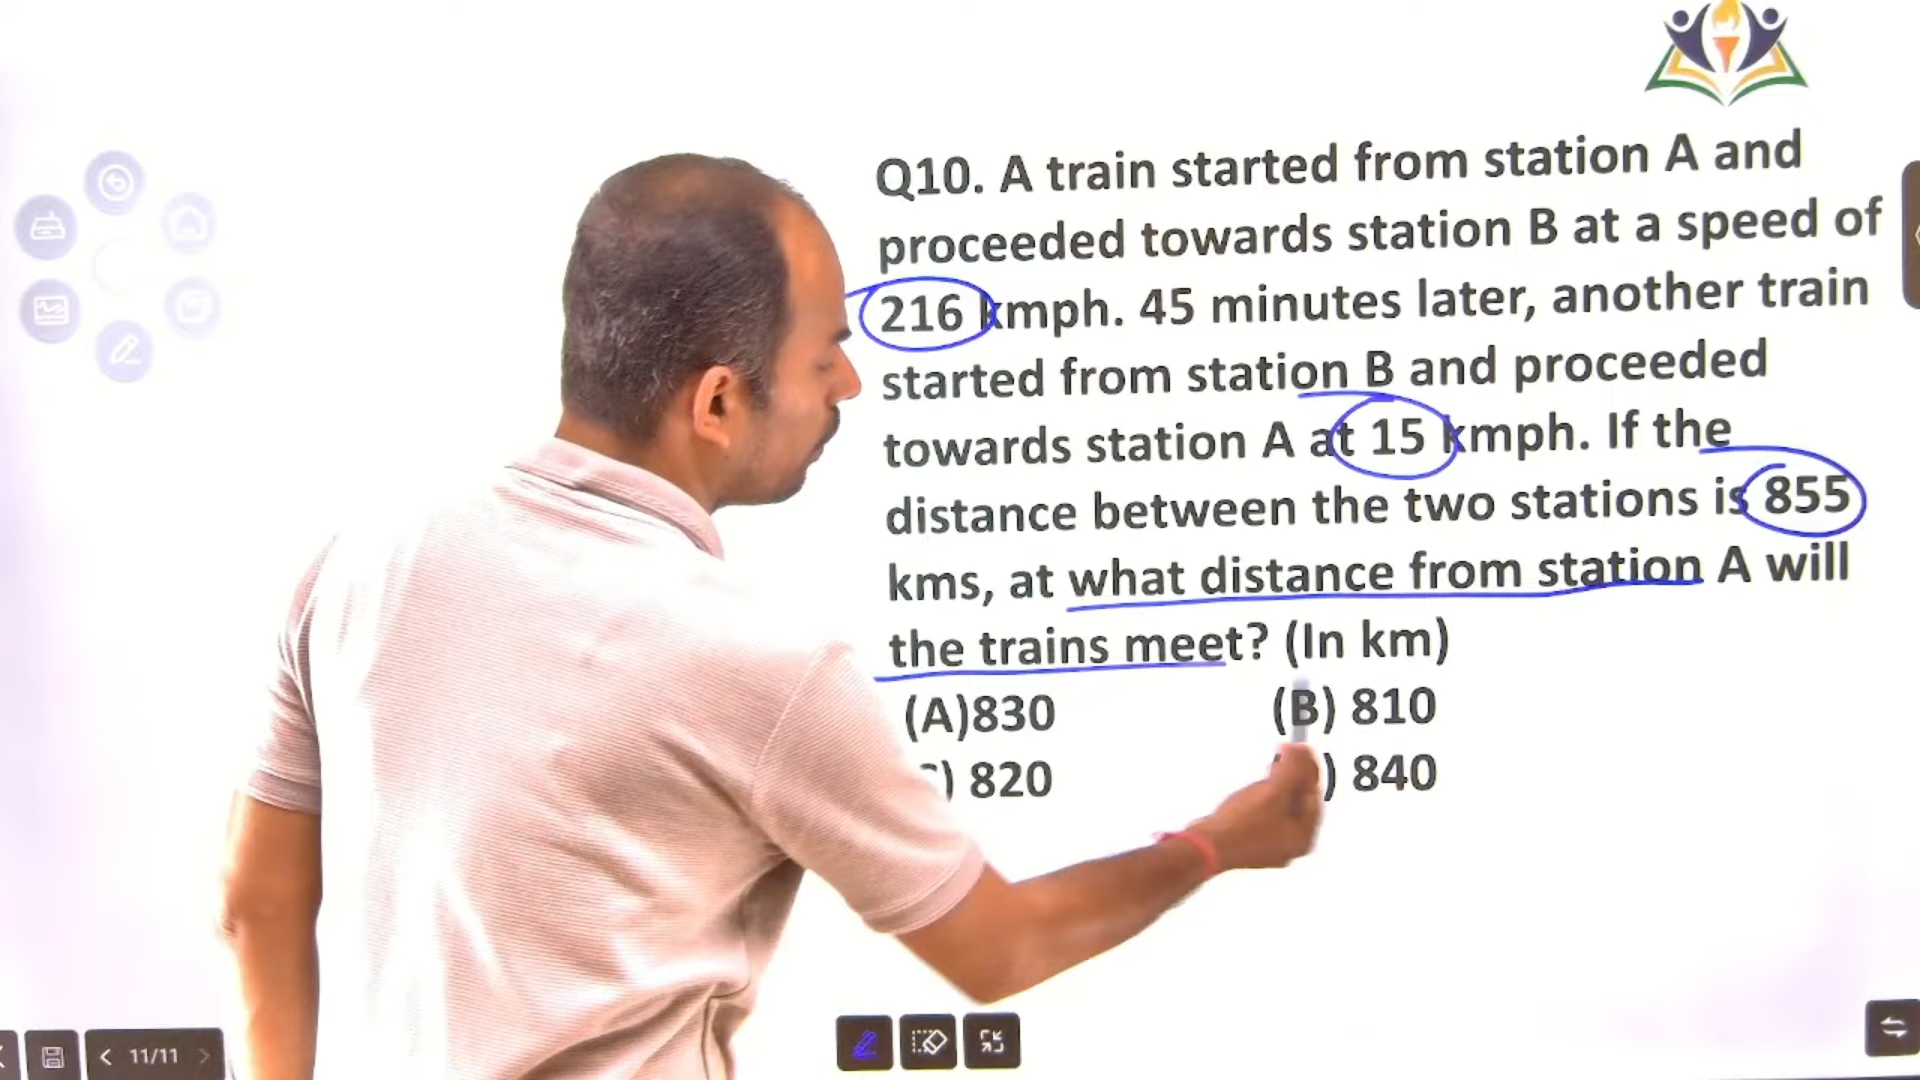 Q10. A train started from station A and
proceeded towards station B at a speed of
216 kmph. 45 minutes later, another train
started from station B and proceeded
towards station A at 15 kmph. If the
distance between the two stations is 855
kms, at what distance from station A will
the trains meet? (In km)
(A)830 (B) 810
) 820 ) 840
11/11